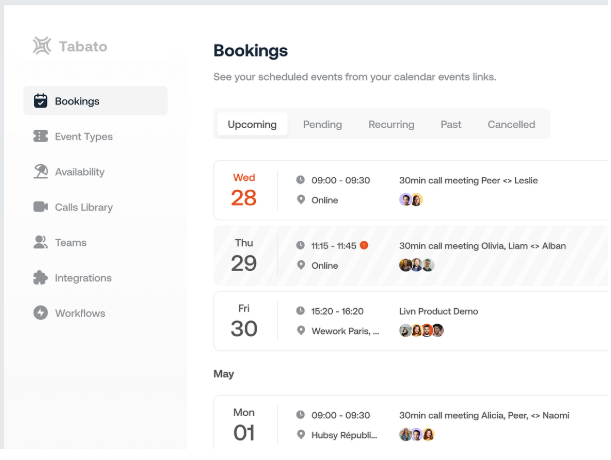 Tabato
Bookings
Event Types
Availability
Calls Library
Teams
Integrations
Workflows
Bookings
See your scheduled events from your calendar events links.
Upcoming Pending Recurring Past Cancelled
Wed
28
09:00 - 09:30
Online
30min call meeting Peer <> Leslie
Thu
29
11:15 - 11:45
Online
30min call meeting Olivia, Liam <> Alban
Fri
30
15:20 - 16:20
Wework Paris, ...
Livn Product Demo
May
Mon
01
09:00 - 09:30
Hubsy Républi...
30min call meeting Alicia, Peer, <> Naomi